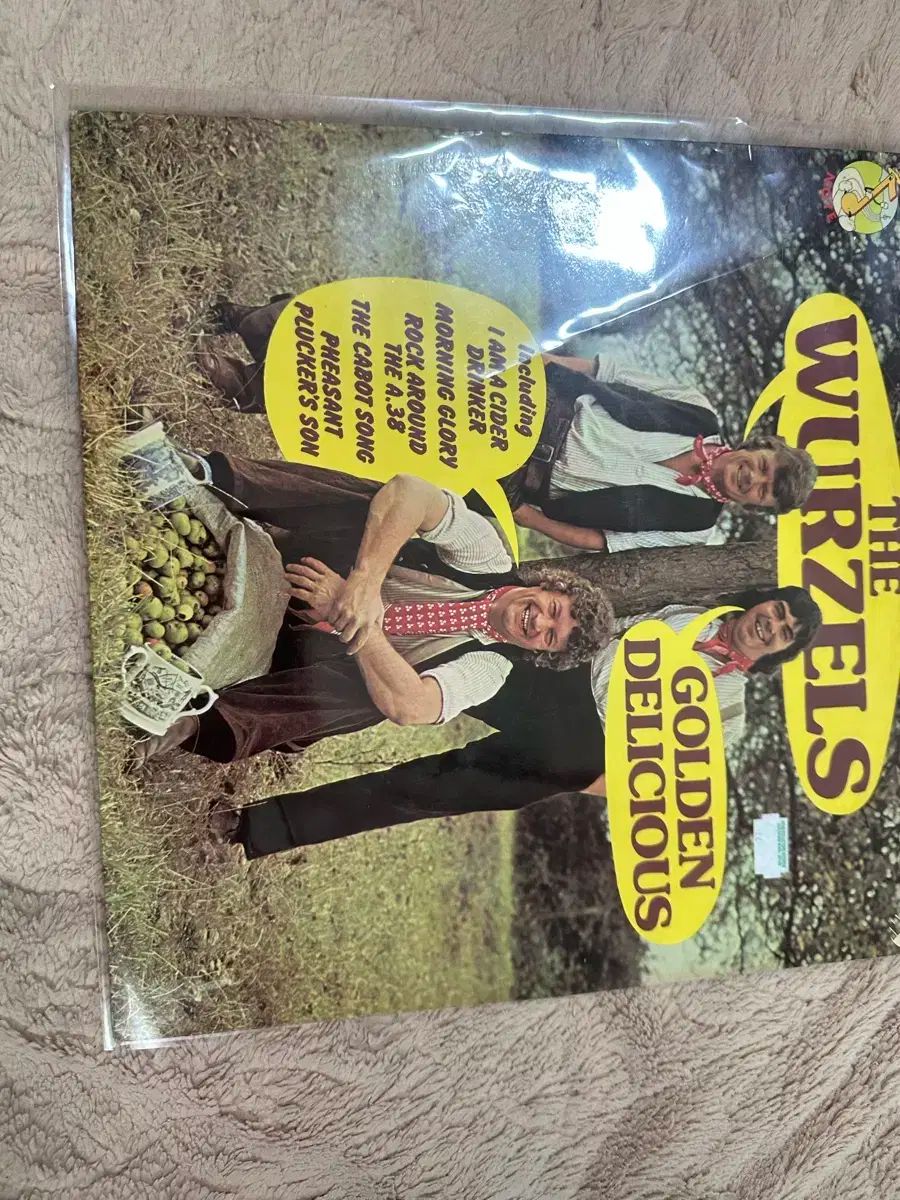 THE
WURZELS
GOLDEN
DELICIOUS
Including
I AM A CIDER
DRINKER
MORNING GLORY
ROCK AROUND
THE A.38
THE CABOT SONG
PHEASANT
PLUCKER'S SON